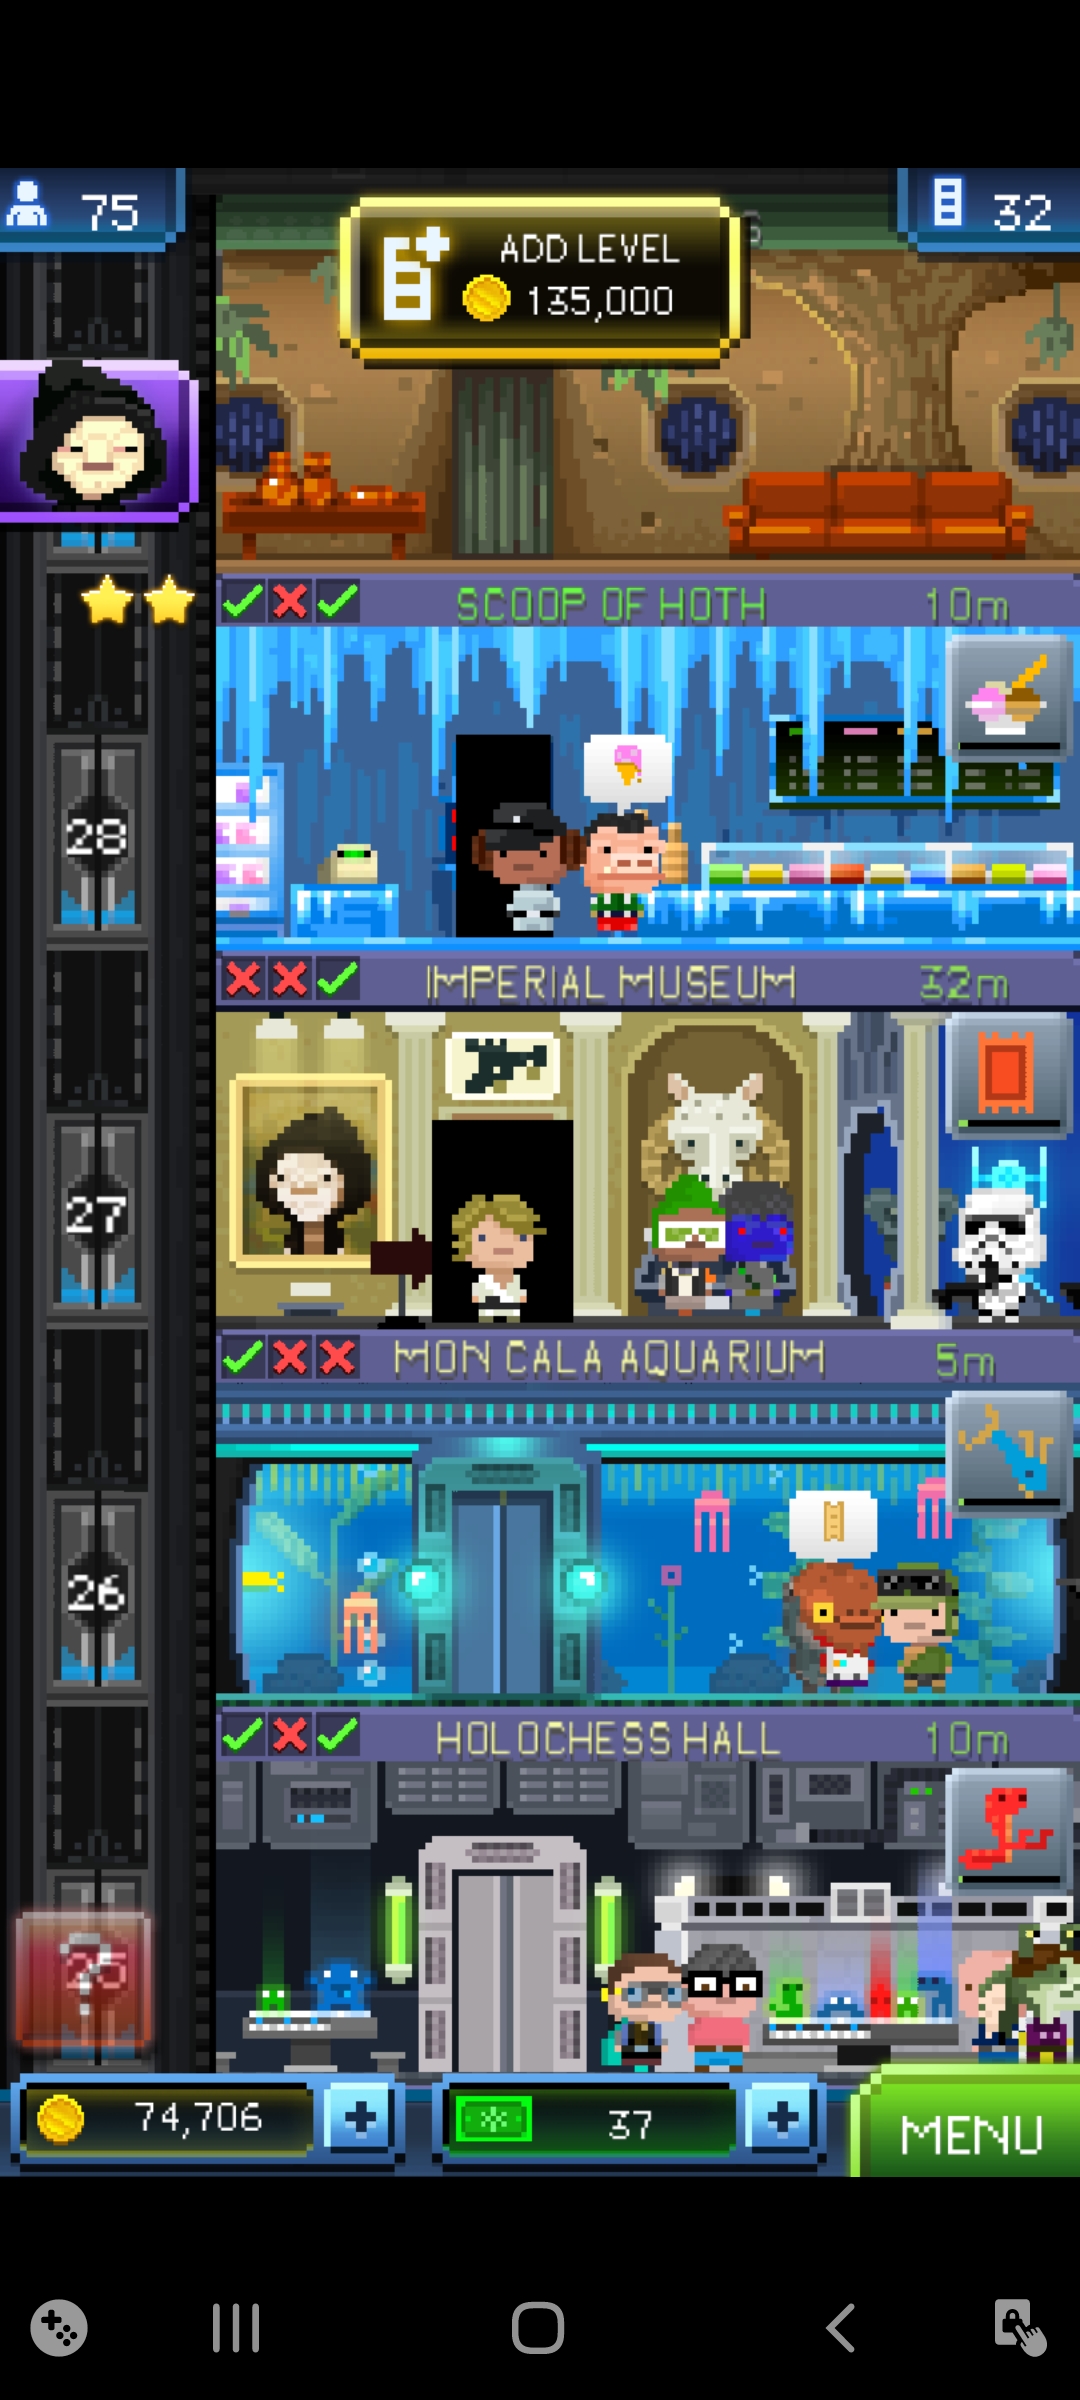 75
32
ADD LEVEL
135,000
SCOOP OF HOTH 10m
28
IMPERIAL MUSEUM 32m
27
MON CALA AQUARIUM 5m
26
HOLOCHESS HALL 10m
25
?
74,706 + 37 + MENU